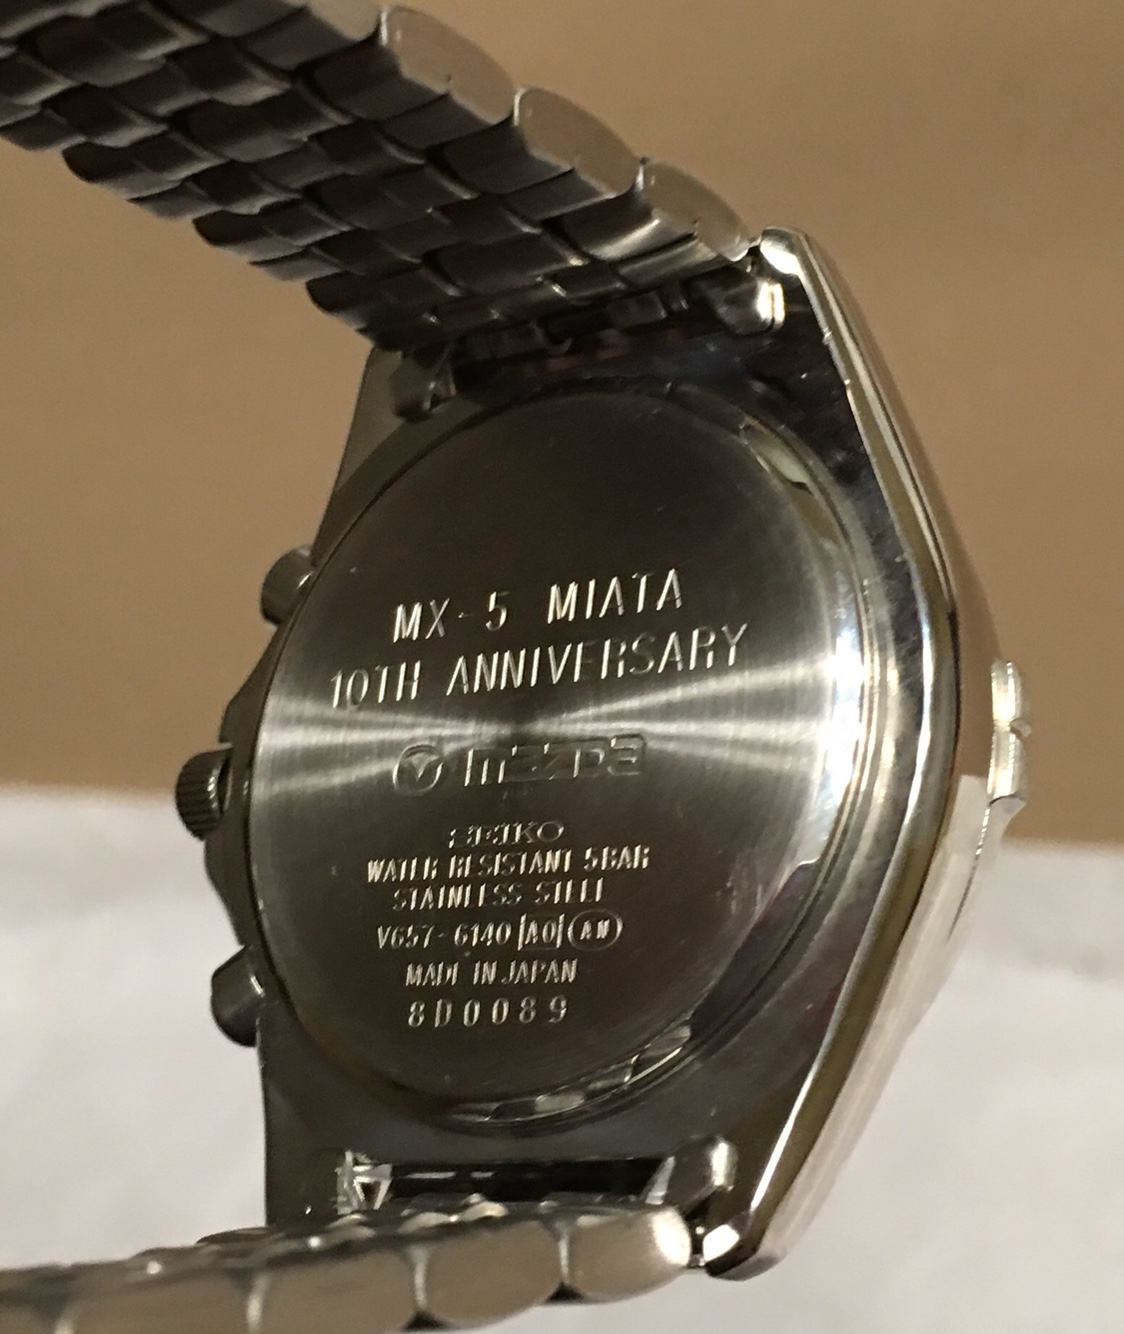 MX-5 MIATA
10TH ANNIVERSARY
mazda
SEIKO
WATER RESISTANT 5BAR
STAINLESS STEEL
V657-6140 AO AN
MADE IN JAPAN
8D0089